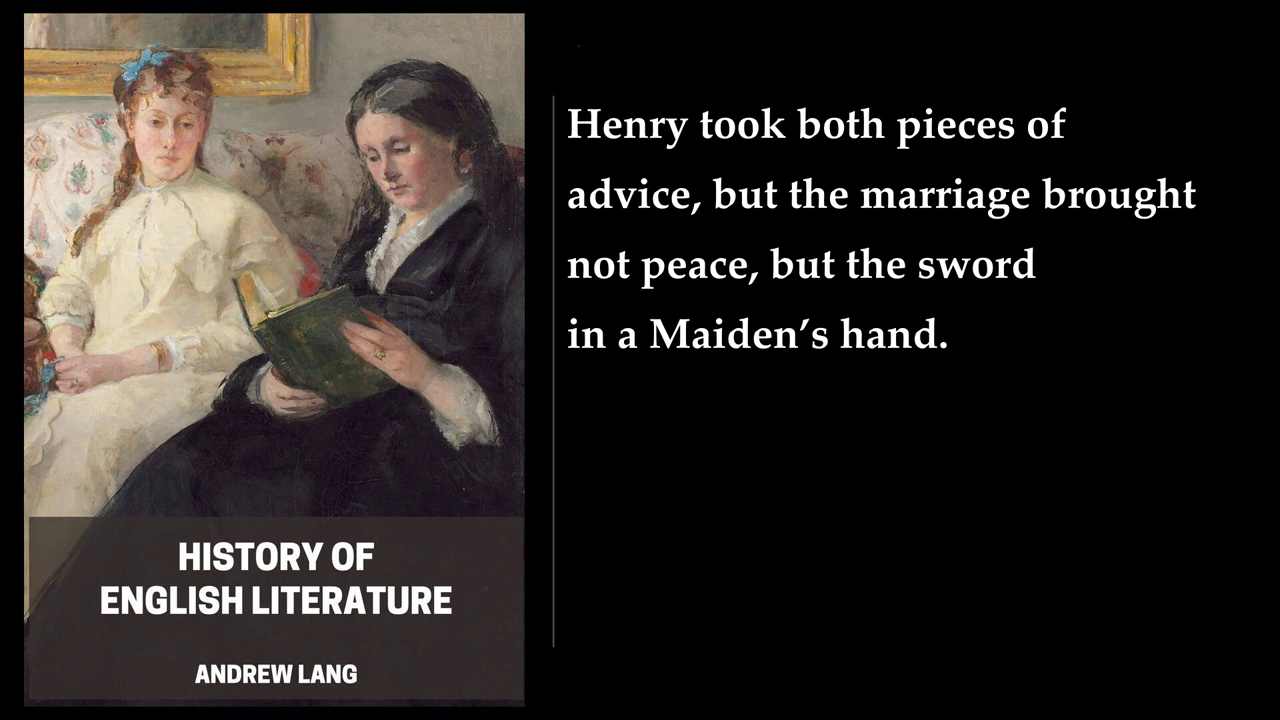 HISTORY OF
ENGLISH LITERATURE
ANDREW LANG
Henry took both pieces of
advice, but the marriage brought
not peace, but the sword
in a Maiden’s hand.